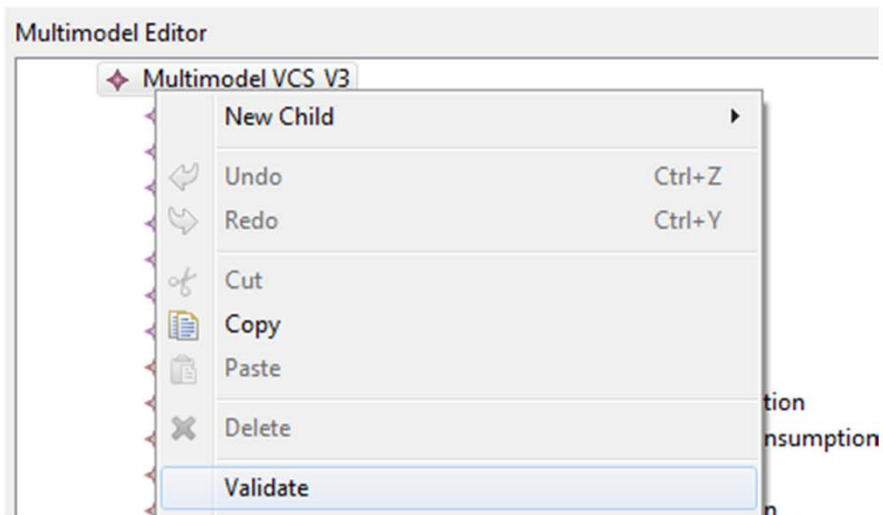 Multimodel Editor
Multimodel VCS V3
New Child
Undo Ctrl+Z
Redo Ctrl+Y
Cut
Copy
Paste
tion
Delete
nsumption
Validate